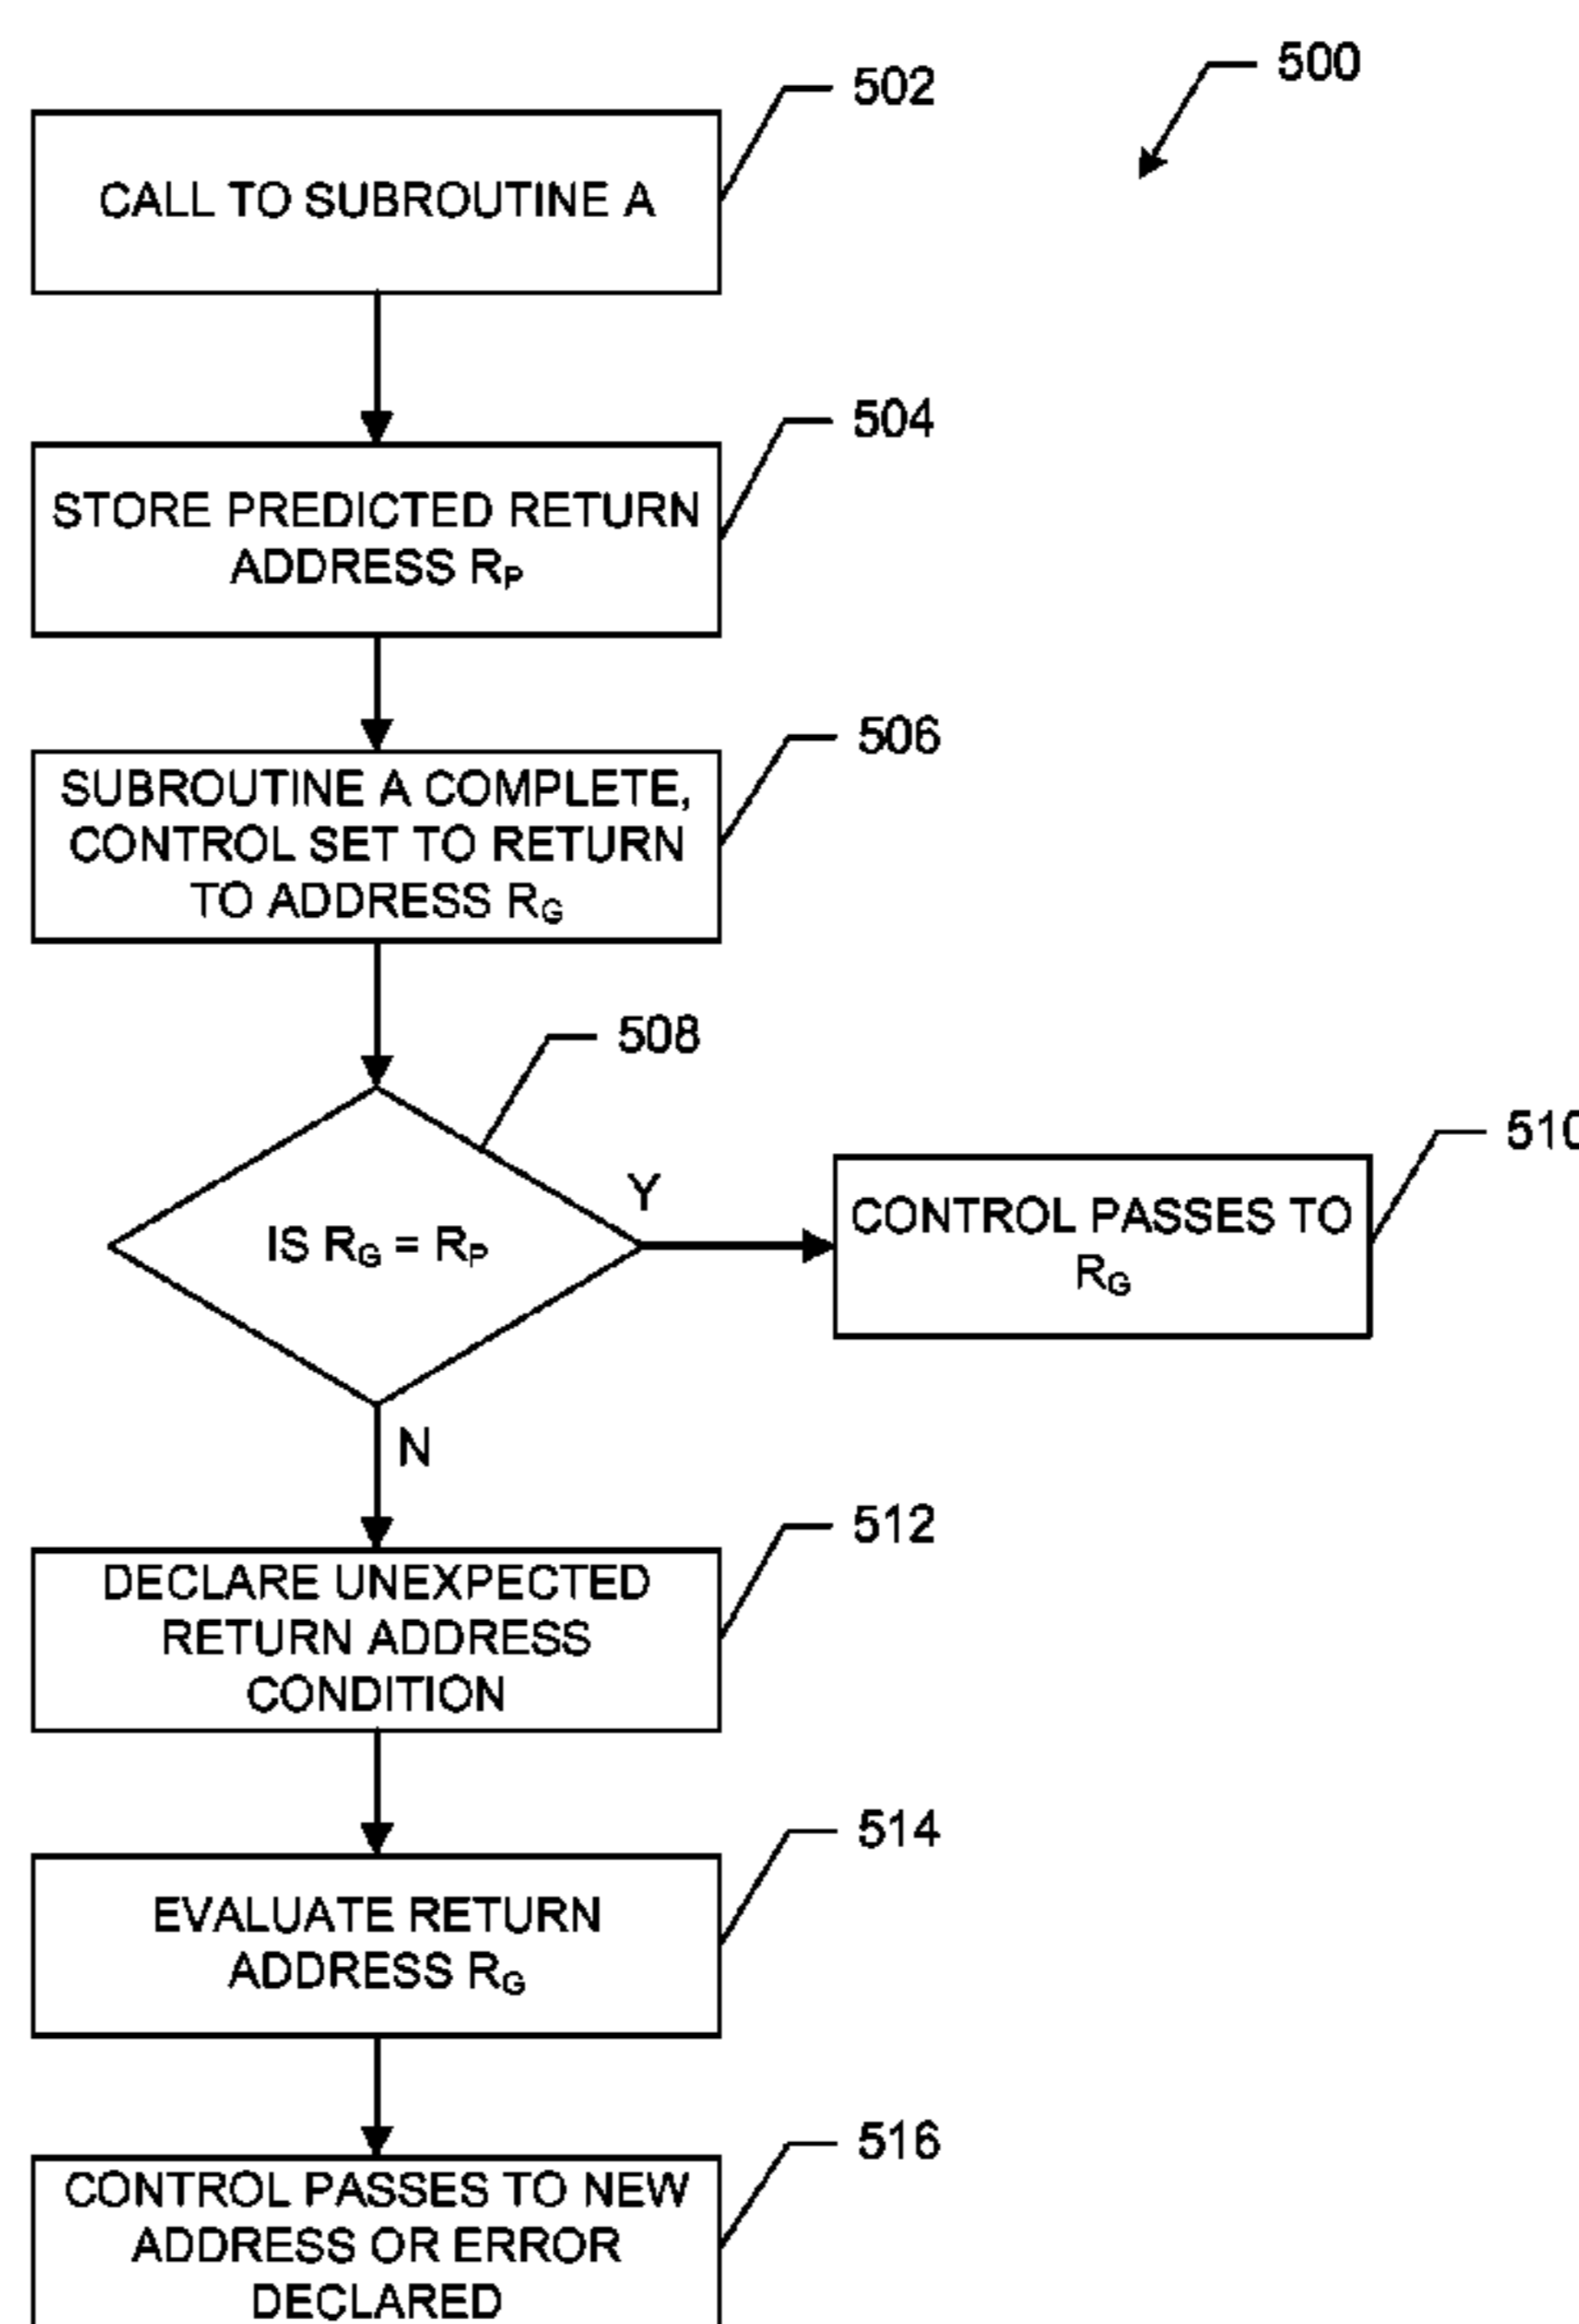 500
502
CALL TO SUBROUTINE A
504
STORE PREDICTED RETURN
ADDRESS RP
506
SUBROUTINE A COMPLETE,
CONTROL SET TO RETURN
TO ADDRESS RG
508
IS RG = RP
Y
510
CONTROL PASSES TO
RG
N
512
DECLARE UNEXPECTED
RETURN ADDRESS
CONDITION
514
EVALUATE RETURN
ADDRESS RG
516
CONTROL PASSES TO NEW
ADDRESS OR ERROR
DECLARED